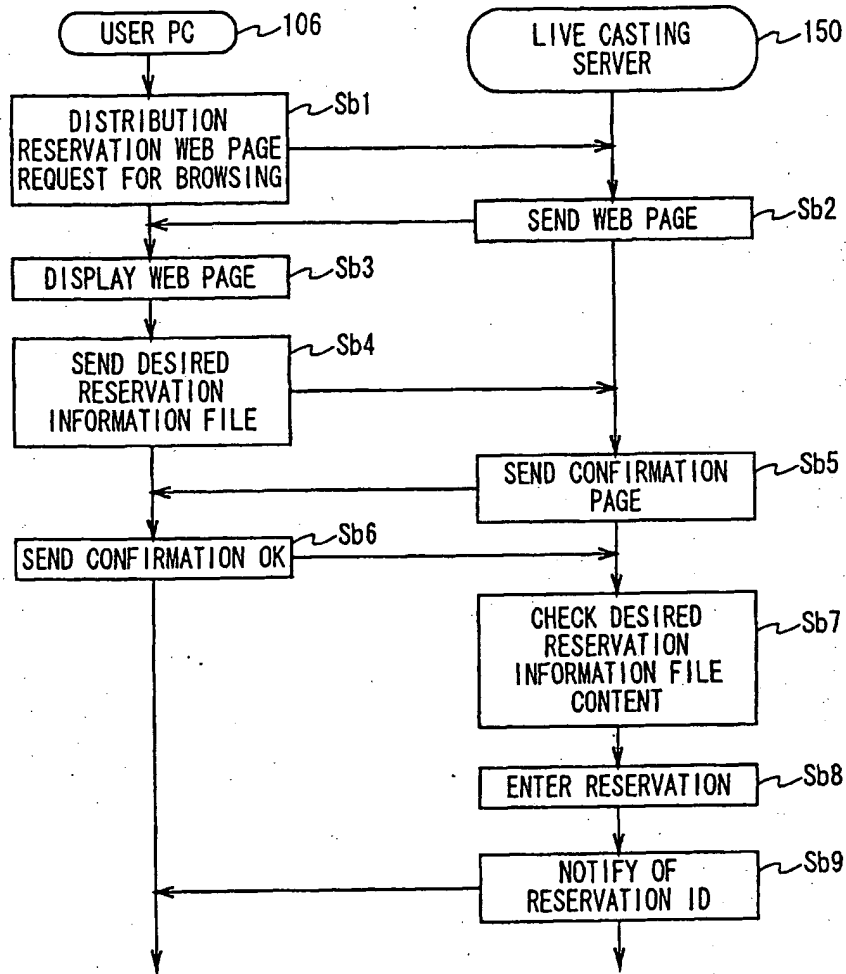 USER PC
106
LIVE CASTING
SERVER
150
DISTRIBUTION
RESERVATION WEB PAGE
REQUEST FOR BROWSING
Sb1
SEND WEB PAGE
Sb2
DISPLAY WEB PAGE
Sb3
SEND DESIRED
RESERVATION
INFORMATION FILE
Sb4
SEND CONFIRMATION
PAGE
Sb5
SEND CONFIRMATION OK
Sb6
CHECK DESIRED
RESERVATION
INFORMATION FILE
CONTENT
Sb7
ENTER RESERVATION
Sb8
NOTIFY OF
RESERVATION ID
Sb9